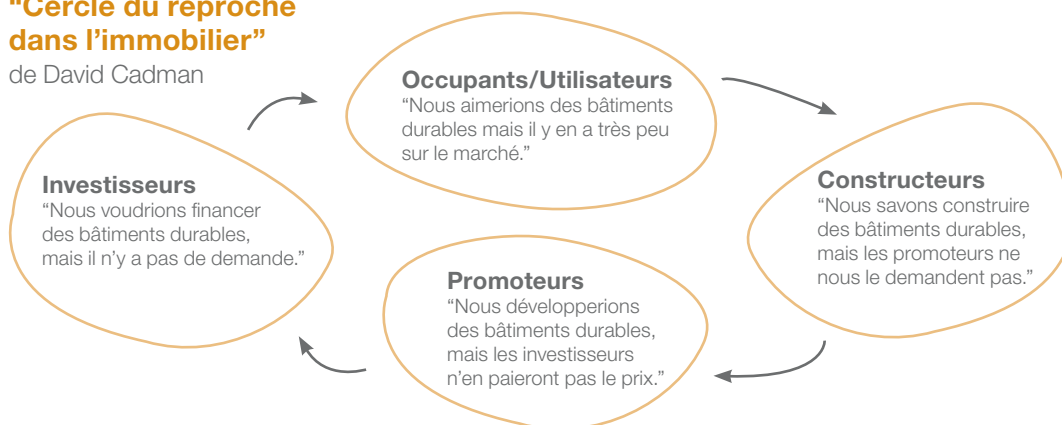 “Cercle du reproche
dans l’immobilier”
de David Cadman
Occupants/Utilisateurs
“Nous aimerions des bâtiments
durables mais il y en a très peu
sur le marché.”
Investisseurs
“Nous voudrions financer
des bâtiments durables,
mais il n’y a pas de demande.”
Constructeurs
“Nous savons construire
des bâtiments durables,
mais les promoteurs ne
nous le demandent pas.”
Promoteurs
“Nous développerions
des bâtiments durables,
mais les investisseurs
n’en paieront pas le prix.”